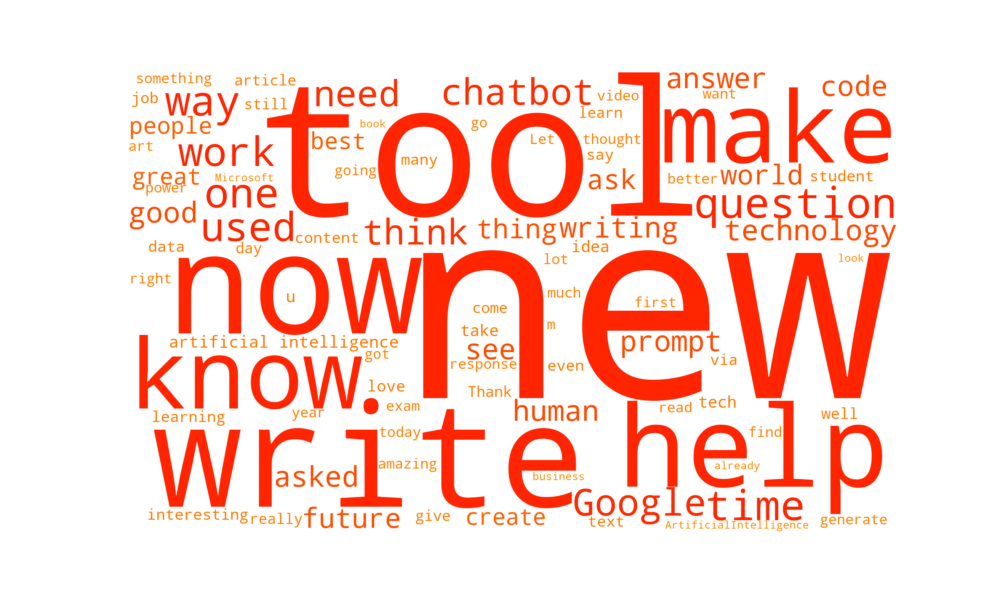 something article
job way still need chatbot video want answer code
people book go learn make
art work best Let thought
great Microsoft going many tool say
power one ask better world student
good used think thing writing question
content technology
data day idea look
right now u lot
new
much first
come m
artificial intelligence take see prompt
know got response even via
love Thank
learning year exam human read tech well
write today help find
asked amazing business already
interesting really future give create Google time
text ArtificialIntelligence generate